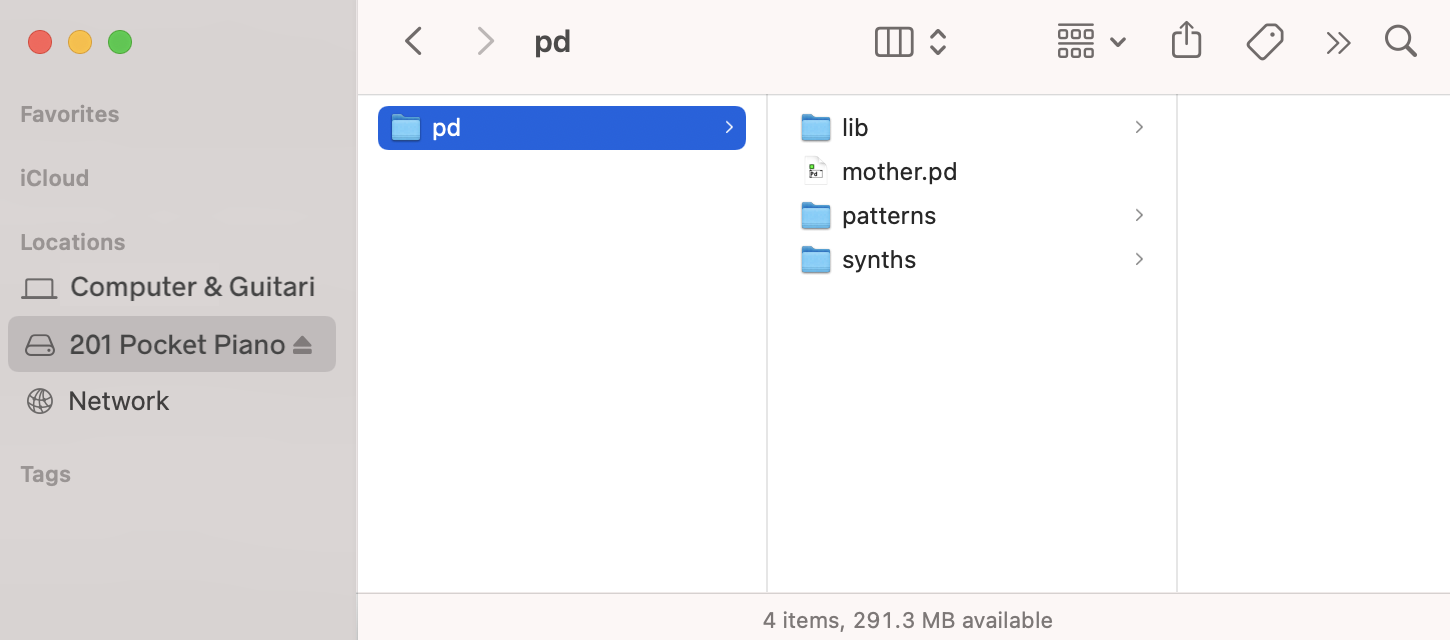 pd
Favorites
iCloud
Locations
Computer & Guitari
201 Pocket Piano
Network
Tags
pd
lib
mother.pd
Pd
patterns
synths
4 items, 291.3 MB available